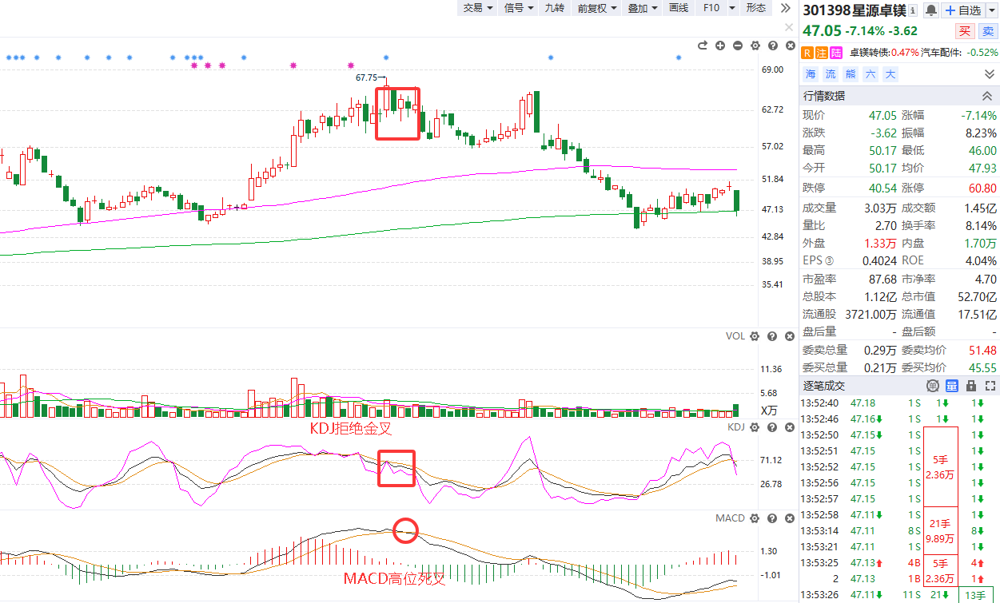 交易 信号 九转 前复权 叠加 画线 F10 形态
67.75
69.00
62.72
57.02
51.84
47.13
42.84
38.95
35.41
VOL
11.36
5.68
X万
KDJ拒绝金叉
KDJ
71.12
26.78
MACD
1.30
-1.01
MACD高位死叉
301398星源卓镁 自选
47.05 -7.14% -3.62 买 卖
R 注 陆 卓镁转债:0.47% 汽车配件: -0.52%
海 流 熊 六 大
行情数据
现价 47.05 涨幅 -7.14%
涨跌 -3.62 振幅 8.23%
最高 50.17 最低 46.00
今开 50.17 均价 47.93
跌停 40.54 涨停 60.80
成交量 3.03万 成交额 1.45亿
量比 2.70 换手率 8.14%
外盘 1.33万 内盘 1.70万
EPS③ 0.4024 ROE 4.04%
市盈率 87.68 市净率 4.70
总股本 1.12亿 总市值 52.70亿
流通股 3721.00万 流通值 17.51亿
盘后量 - 盘后额 -
委卖总量 0.29万 委卖均价 51.48
委买总量 0.21万 委买均价 45.55
逐笔成交
13:52:40 47.18 1 S 1⬇ 1⬇
13:52:46 47.16⬇ 1 S 1⬇ 1⬇
13:52:50 47.15⬇ 1 S 1⬇
13:52:51 47.15 1 S 1⬇
13:52:52 47.15 1 S 1⬇
13:52:56 47.15 1 S 1⬇
13:52:57 47.15 1 S 1⬇
5手
2.36万
13:52:58 47.11⬇ 1 S 1⬇
13:53:14 47.11 8 S 8⬇
13:53:21 47.11 1 S 1⬇
21手
9.89万
13:53:25 47.13⬆ 4 B 4⬆
2 47.13 1 B 1⬆
5手
2.36万
13:53:26 47.11⬇ 11 S 21⬇ 13手